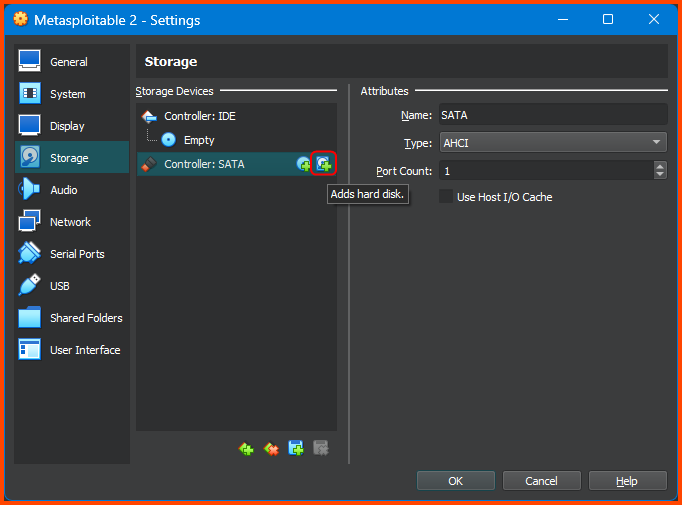 Metasploitable 2 - Settings
General
System
Display
Storage
Audio
Network
Serial Ports
USB
Shared Folders
User Interface
Storage
Storage Devices
Controller: IDE
Empty
Controller: SATA
Adds hard disk.
Attributes
Name: SATA
Type: AHCI
Port Count: 1
Use Host I/O Cache
OK
Cancel
Help